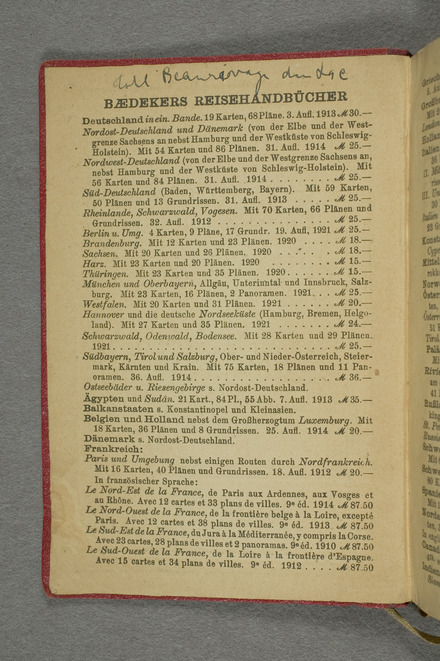 Beaurivage du Lac
BÆDEKERS REISEHANDBÜCHER
Deutschland in ein. Bande. 19 Karten, 68 Pläne. 3. Aufl. 1913 ℳ 30.—
Nordost-Deutschland und Dänemark (von der Elbe und der West-
grenze Sachsens an nebst Hamburg und der Westküste von Schleswig-
Holstein). Mit 54 Karten und 86 Plänen. 31. Aufl. 1914 ℳ 25.—
Nordwest-Deutschland (von der Elbe und der Westgrenze Sachsens an,
nebst Hamburg und der Westküste von Schleswig-Holstein). Mit
56 Karten und 84 Plänen. 31. Aufl. 1914 . . . . . . ℳ 25.—
Süd-Deutschland (Baden, Württemberg, Bayern). Mit 59 Karten,
50 Plänen und 13 Grundrissen. 31. Aufl. 1913 . . . . . ℳ 25.—
Rheinlande, Schwarzwald, Vogesen. Mit 70 Karten, 66 Plänen und
Grundrissen. 32. Aufl. 1912 . . . . . . . . . . ℳ 25.—
Berlin u. Umg. 4 Karten, 9 Pläne, 17 Grundr. 19. Aufl. 1921 ℳ 25.—
Brandenburg. Mit 12 Karten und 23 Plänen. 1920 . . . . ℳ 18.—
Sachsen. Mit 20 Karten und 26 Plänen. 1920 . . . . . ℳ 18.—
Harz. Mit 23 Karten und 20 Plänen. 1920 . . . . . . ℳ 15.—
Thüringen. Mit 23 Karten und 35 Plänen. 1920 . . . . . ℳ 15.—
München und Oberbayern, Allgäu, Unterinntal und Innsbruck, Salz-
burg. Mit 23 Karten, 16 Plänen, 2 Panoramen. 1921 . . . ℳ 25.—
Westfalen. Mit 20 Karten und 31 Plänen. 1921 . . . . . ℳ 20.—
Hannover und die deutsche Nordseeküste (Hamburg, Bremen, Helgo-
land). Mit 27 Karten und 35 Plänen. 1921 . . . . . . ℳ 24.—
Schwarzwald, Odenwald, Bodensee. Mit 28 Karten und 29 Plänen.
1921 . . . . . . . . . . . . . . . . ℳ 25.—
Südbayern, Tirol und Salzburg, Ober- und Nieder-Österreich, Steier-
mark, Kärnten und Krain. Mit 75 Karten, 18 Plänen und 11 Pan-
oramen. 36. Aufl. 1914 . . . . . . . . . . . ℳ 36.—
Ostseebäder u. Riesengebirge s. Nordost-Deutschland.
Ägypten und Sudân. 21 Kart., 84 Pl., 55 Abb. 7. Aufl. 1913 ℳ 35.—
Balkanstaaten s. Konstantinopel und Kleinasien.
Belgien und Holland nebst dem Großherzogtum Luxemburg. Mit
18 Karten, 36 Plänen und 8 Grundrissen. 25. Aufl. 1914 ℳ 20.—
Dänemark s. Nordost-Deutschland.
Frankreich:
Paris und Umgebung nebst einigen Routen durch Nordfrankreich.
Mit 16 Karten, 40 Plänen und Grundrissen. 18. Aufl. 1912 ℳ 20.—
In französischer Sprache:
Le Nord-Est de la France, de Paris aux Ardennes, aux Vosges et
au Rhône. Avec 12 cartes et 33 plans de villes. 9e éd. 1914 ℳ 87.50
Le Nord-Ouest de la France, de la frontière belge à la Loire, excepté
Paris. Avec 12 cartes et 38 plans de villes. 9e éd. 1913 ℳ 87.50
Le Sud-Est de la France, du Jura à la Méditerranée, y compris la Corse.
Avec 23 cartes, 28 plans de villes et 2 panoramas. 9e éd. 1910 ℳ 87.50
Le Sud-Ouest de la France, de la Loire à la frontière d'Espagne.
Avec 15 cartes et 34 plans de villes. 9e éd. 1912 . . . . ℳ 87.50